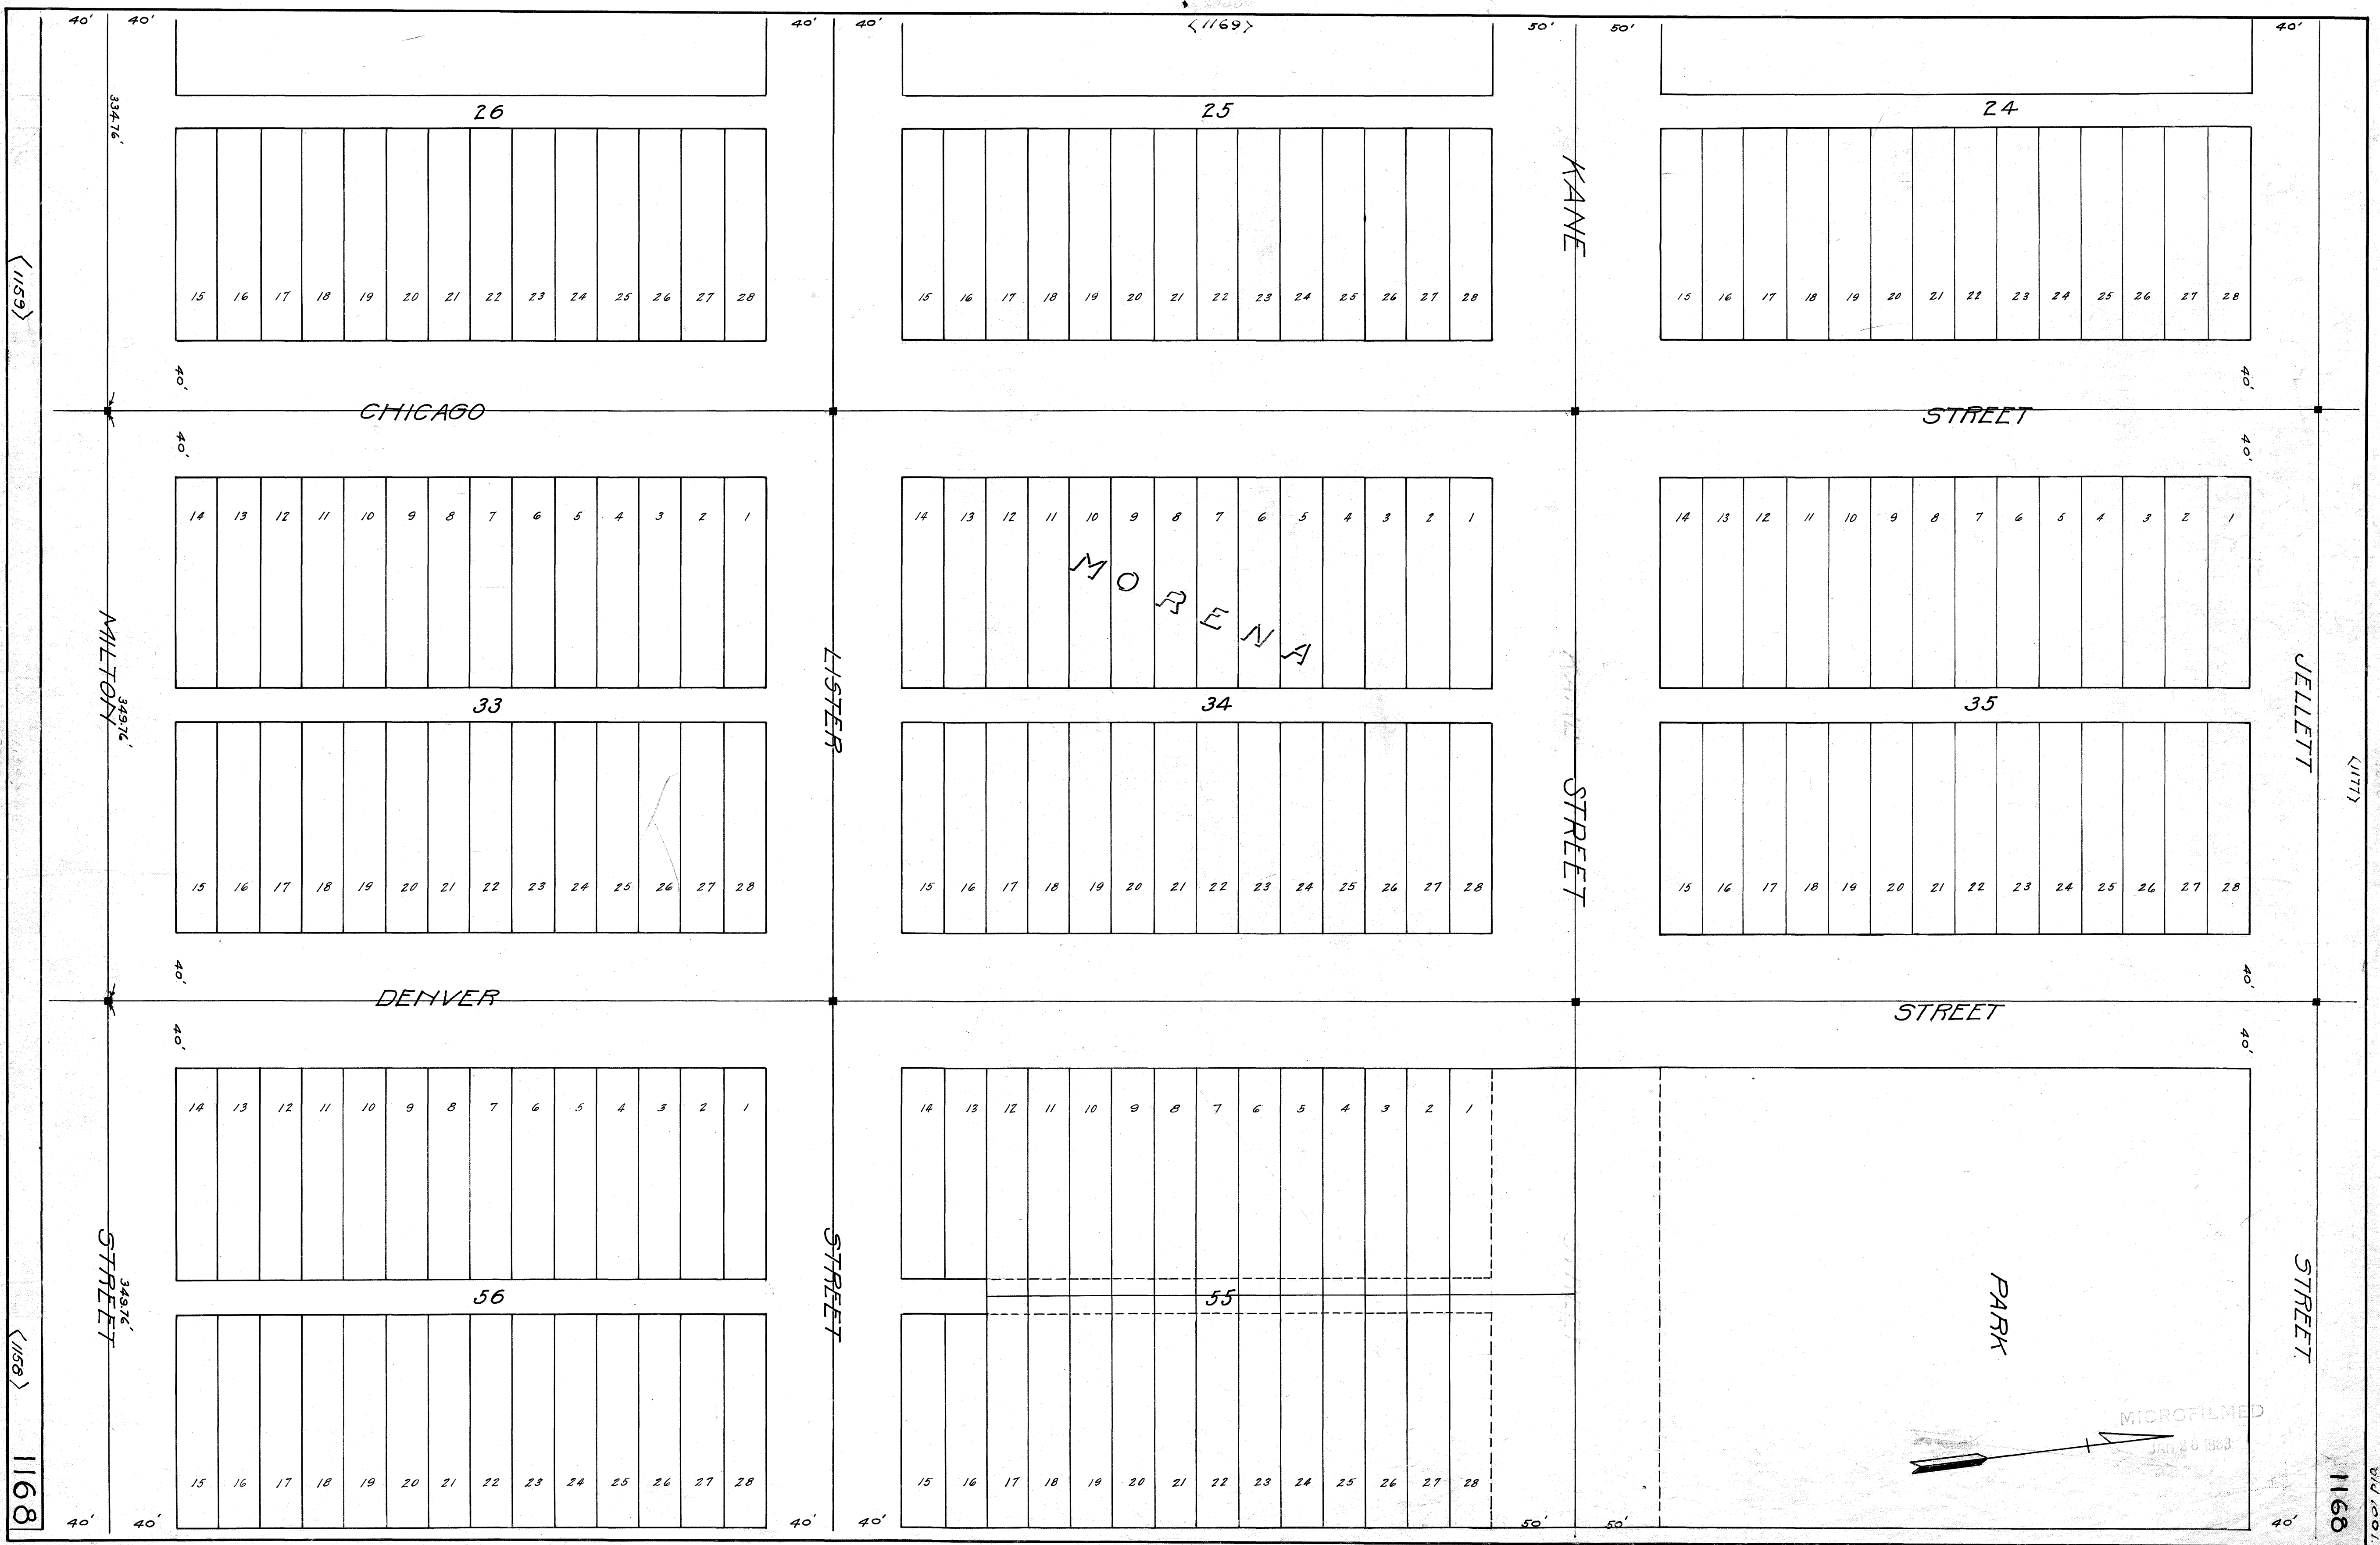 40' 40' 40' 40' <1169> 50' 50' 40'
334.76'
26 25 24
KANE
<1159>
15 16 17 18 19 20 21 22 23 24 25 26 27 28
15 16 17 18 19 20 21 22 23 24 25 26 27 28
15 16 17 18 19 20 21 22 23 24 25 26 27 28
40' 40'
CHICAGO STREET
40' 40'
14 13 12 11 10 9 8 7 6 5 4 3 2 1
14 13 12 11 10 9 8 7 6 5 4 3 2 1
14 13 12 11 10 9 8 7 6 5 4 3 2 1
MORENA
MILTON
349.76'
LISTER
KANE
JELLET
33 34 35
<1177>
STREET
15 16 17 18 19 20 21 22 23 24 25 26 27 28
15 16 17 18 19 20 21 22 23 24 25 26 27 28
15 16 17 18 19 20 21 22 23 24 25 26 27 28
40' 40'
DENVER STREET
40' 40'
14 13 12 11 10 9 8 7 6 5 4 3 2 1
14 13 12 11 10 9 8 7 6 5 4 3 2 1
STREET
349.76'
STREET
STREET
PARK
STREET.
56 55
<1158>
MICROFILMED
JAN 28 1963
15 16 17 18 19 20 21 22 23 24 25 26 27 28
15 16 17 18 19 20 21 22 23 24 25 26 27 28
1168
1168
40' 40' 40' 40' 50' 50' 40'